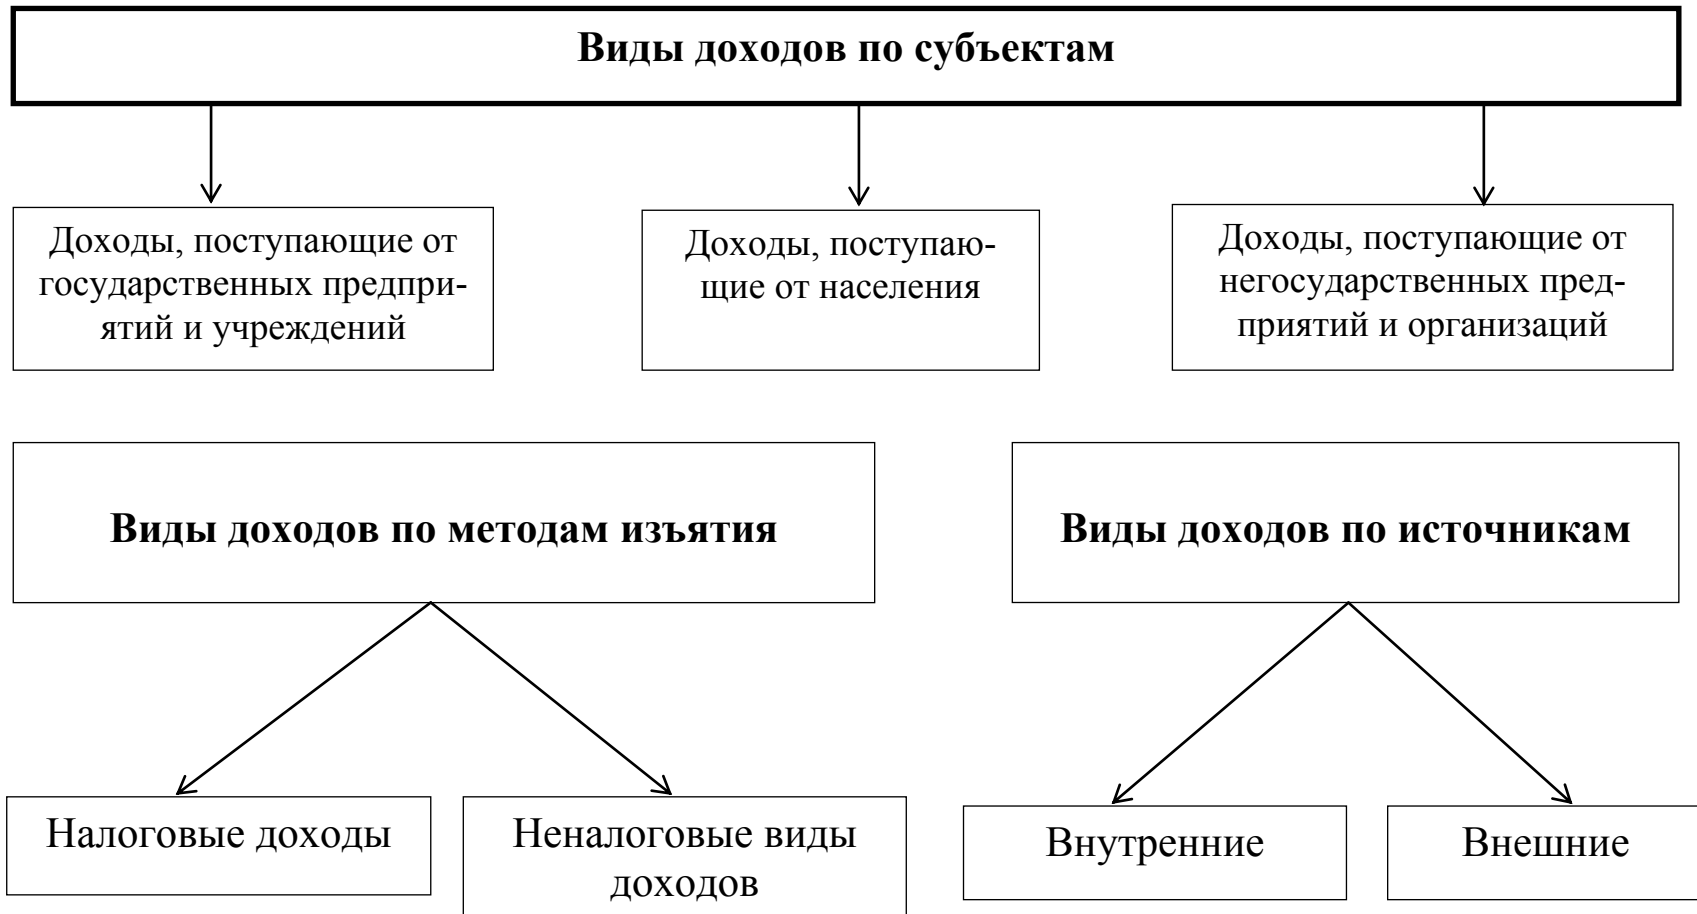 Виды доходов по субъектам
Доходы, поступающие от
государственных предпри-
ятий и учреждений
Доходы, поступаю-
щие от населения
Доходы, поступающие от
негосударственных пред-
приятий и организаций
Виды доходов по методам изъятия
Виды доходов по источникам
Налоговые доходы
Неналоговые виды
доходов
Внутренние
Внешние